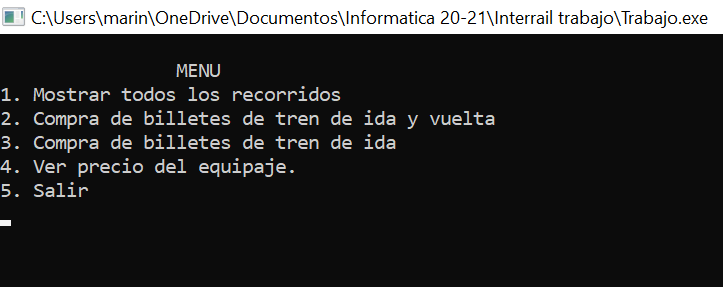 C:\Users\marin\OneDrive\Documentos\Informatica 20-21\Interrail trabajo\Trabajo.exe
MENU
1. Mostrar todos los recorridos
2. Compra de billetes de tren de ida y vuelta
3. Compra de billetes de tren de ida
4. Ver precio del equipaje.
5. Salir